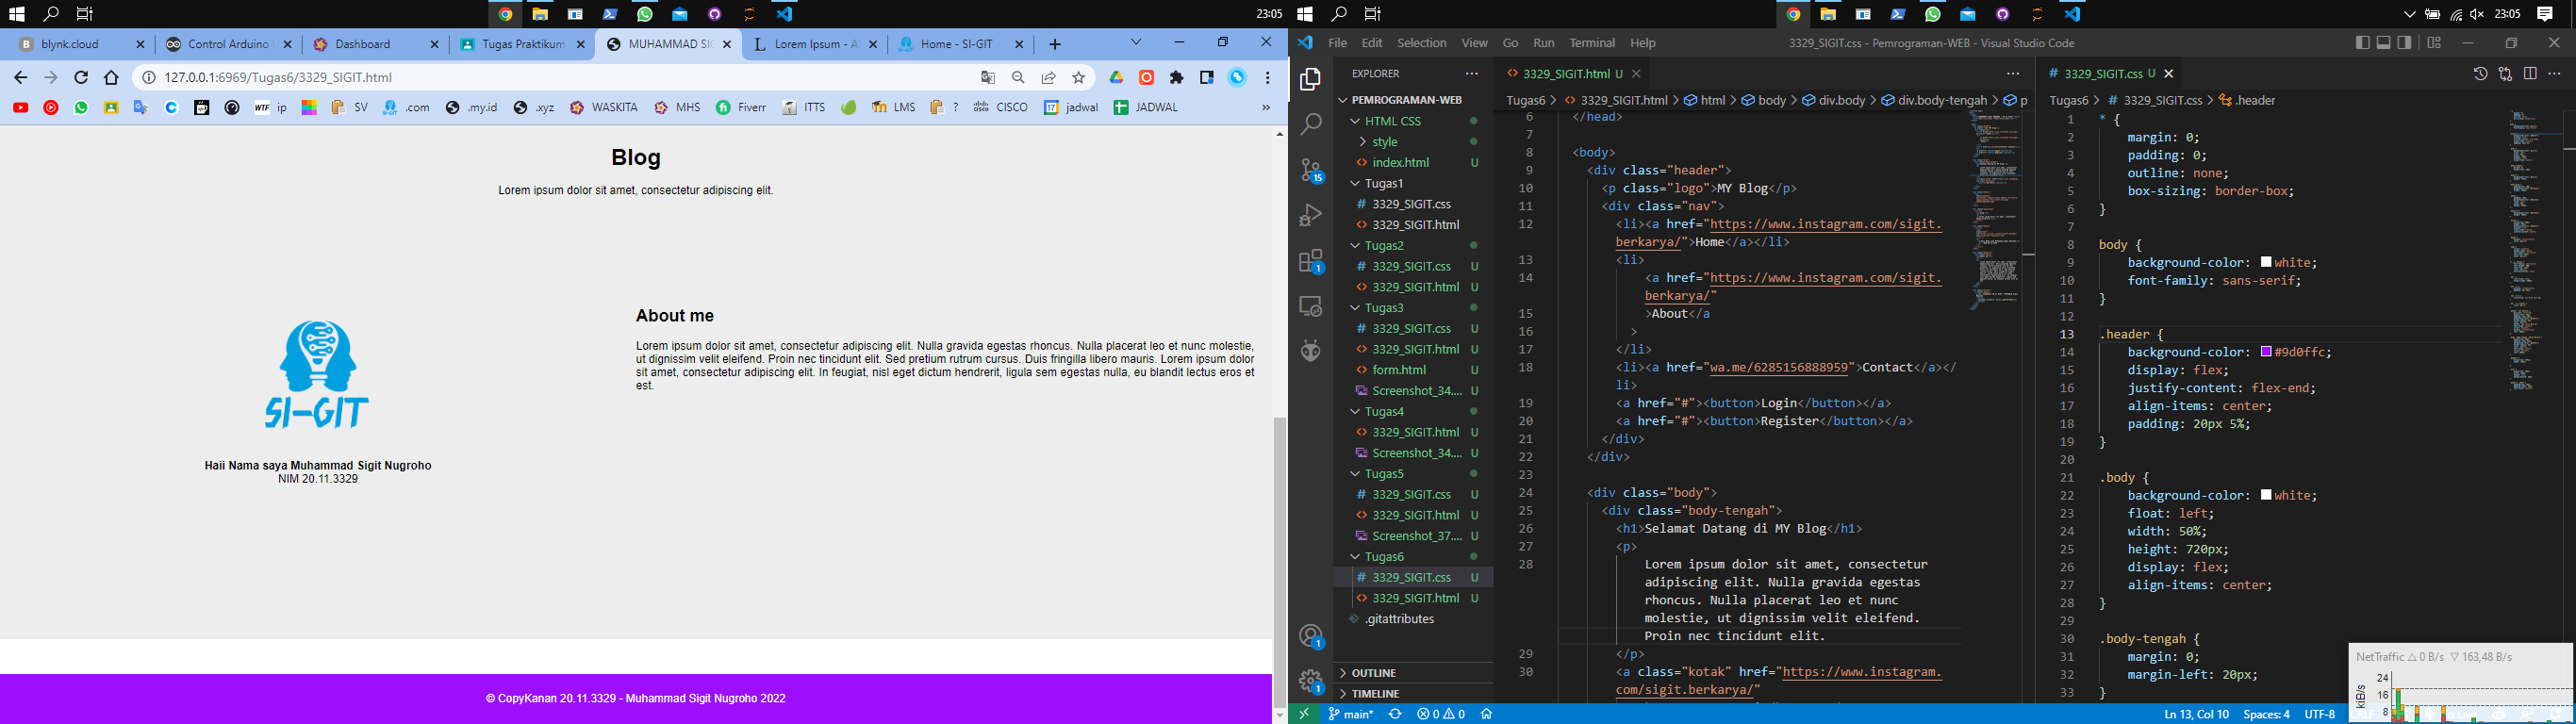 23:05
blynk.cloud
Control Arduino
Dashboard
Tugas Praktikum
MUHAMMAD SIG
Lorem Ipsum - Al
Home - SI-GIT
127.0.0.1:6969/Tugas6/3329_SIGIT.html
WTF ip
SV
.com
.my.id
.xyz
WASKITA
MHS
Fiverr
ITTS
LMS
?
CISCO
jadwal
JADWAL
»
Blog
Lorem ipsum dolor sit amet, consectetur adipiscing elit.
SI-GIT
Haii Nama saya Muhammad Sigit Nugroho
NIM 20.11.3329
About me
Lorem ipsum dolor sit amet, consectetur adipiscing elit. Nulla gravida egestas rhoncus. Nulla placerat leo et nunc molestie,
ut dignissim velit eleifend. Proin nec tincidunt elit. Sed pretium rutrum cursus. Duis fringilla libero mauris. Lorem ipsum dolor
sit amet, consectetur adipiscing elit. In feugiat, nisl eget dictum hendrerit, ligula sem egestas nulla, eu blandit lectus eros et
est.
© CopyKanan 20.11.3329 - Muhammad Sigit Nugroho 2022
23:05
File Edit Selection View Go Run Terminal Help
3329_SIGIT.css - Pemrograman-WEB - Visual Studio Code
EXPLORER
PEMROGRAMAN-WEB
HTML CSS
style
index.html U
Tugas1
3329_SIGIT.css
3329_SIGIT.html
Tugas2
3329_SIGIT.css U
3329_SIGIT.html U
Tugas3
3329_SIGIT.css U
3329_SIGIT.html U
form.html U
Screenshot_34.... U
Tugas4
3329_SIGIT.html U
Screenshot_34.... U
Tugas5
3329_SIGIT.css U
3329_SIGIT.html U
Screenshot_37.... U
Tugas6
3329_SIGIT.css U
3329_SIGIT.html U
.gitattributes
OUTLINE
TIMELINE
15
1
1
1
3329_SIGIT.html U
Tugas6 > 3329_SIGIT.html > html > body > div.body > div.body-tengah > p
6 </head>
7
8 <body>
9 <div class="header">
10 <p class="logo">MY Blog</p>
11 <div class="nav">
12 <li><a href="https://www.instagram.com/sigit.
berkarya/">Home</a></li>
13 <li>
14 <a href="https://www.instagram.com/sigit.
berkarya/"
15 >About</a
16 >
17 </li>
18 <li><a href="wa.me/6285156888959">Contact</a></
li>
19 <a href="#"><button>Login</button></a>
20 <a href="#"><button>Register</button></a>
21 </div>
22 </div>
23
24 <div class="body">
25 <div class="body-tengah">
26 <h1>Selamat Datang di MY Blog</h1>
27 <p>
28 Lorem ipsum dolor sit amet, consectetur
adipiscing elit. Nulla gravida egestas
rhoncus. Nulla placerat leo et nunc
molestie, ut dignissim velit eleifend.
Proin nec tincidunt elit.
29 </p>
30 <a class="kotak" href="https://www.instagram.
com/sigit.berkarya/"
3329_SIGIT.css U
Tugas6 > 3329_SIGIT.css > .header
1 * {
2 margin: 0;
3 padding: 0;
4 outline: none;
5 box-sizing: border-box;
6 }
7
8 body {
9 background-color: white;
10 font-family: sans-serif;
11 }
12
13 .header {
14 background-color: #9d0ffc;
15 display: flex;
16 justify-content: flex-end;
17 align-items: center;
18 padding: 20px 5%;
19 }
20
21 .body {
22 background-color: white;
23 float: left;
24 width: 50%;
25 height: 720px;
26 display: flex;
27 align-items: center;
28 }
29
30 .body-tengah {
31 margin: 0;
32 margin-left: 20px;
33 }
NetTraffic △ 0 B/s ▽ 163,48 B/s
kiB/s
24
16
8
main*
0 0
Ln 13, Col 10
Spaces: 4
UTF-8